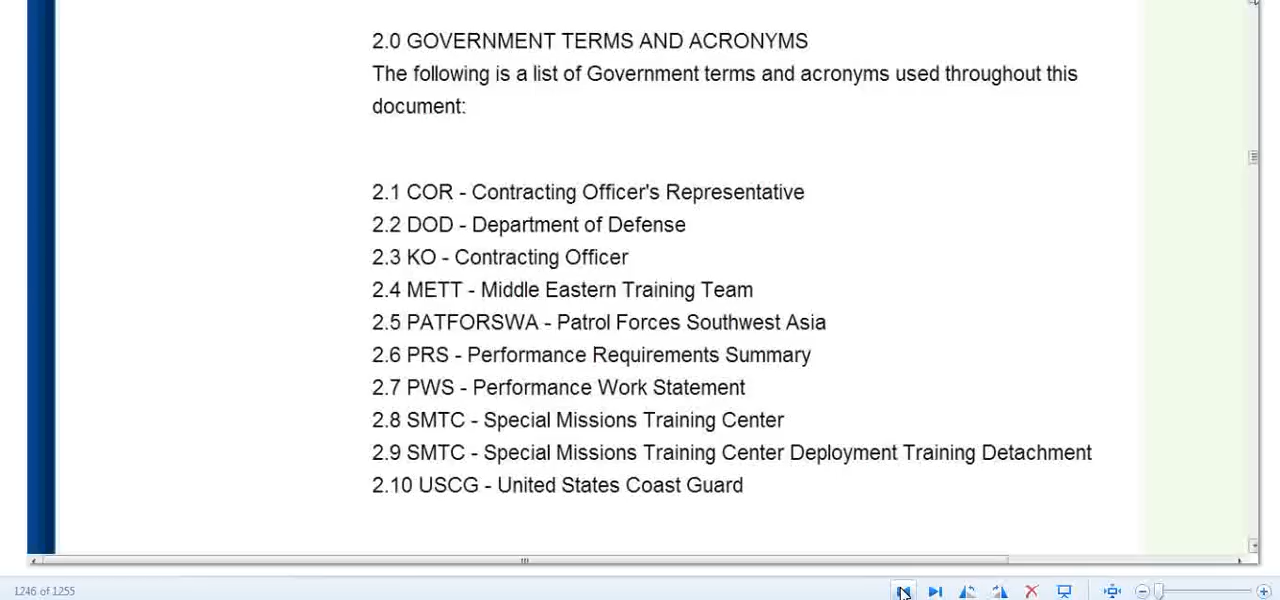 2.0 GOVERNMENT TERMS AND ACRONYMS
The following is a list of Government terms and acronyms used throughout this
document:
2.1 COR - Contracting Officer's Representative
2.2 DOD - Department of Defense
2.3 KO - Contracting Officer
2.4 METT - Middle Eastern Training Team
2.5 PATFORSWA - Patrol Forces Southwest Asia
2.6 PRS - Performance Requirements Summary
2.7 PWS - Performance Work Statement
2.8 SMTC - Special Missions Training Center
2.9 SMTC - Special Missions Training Center Deployment Training Detachment
2.10 USCG - United States Coast Guard
1246 of 1255